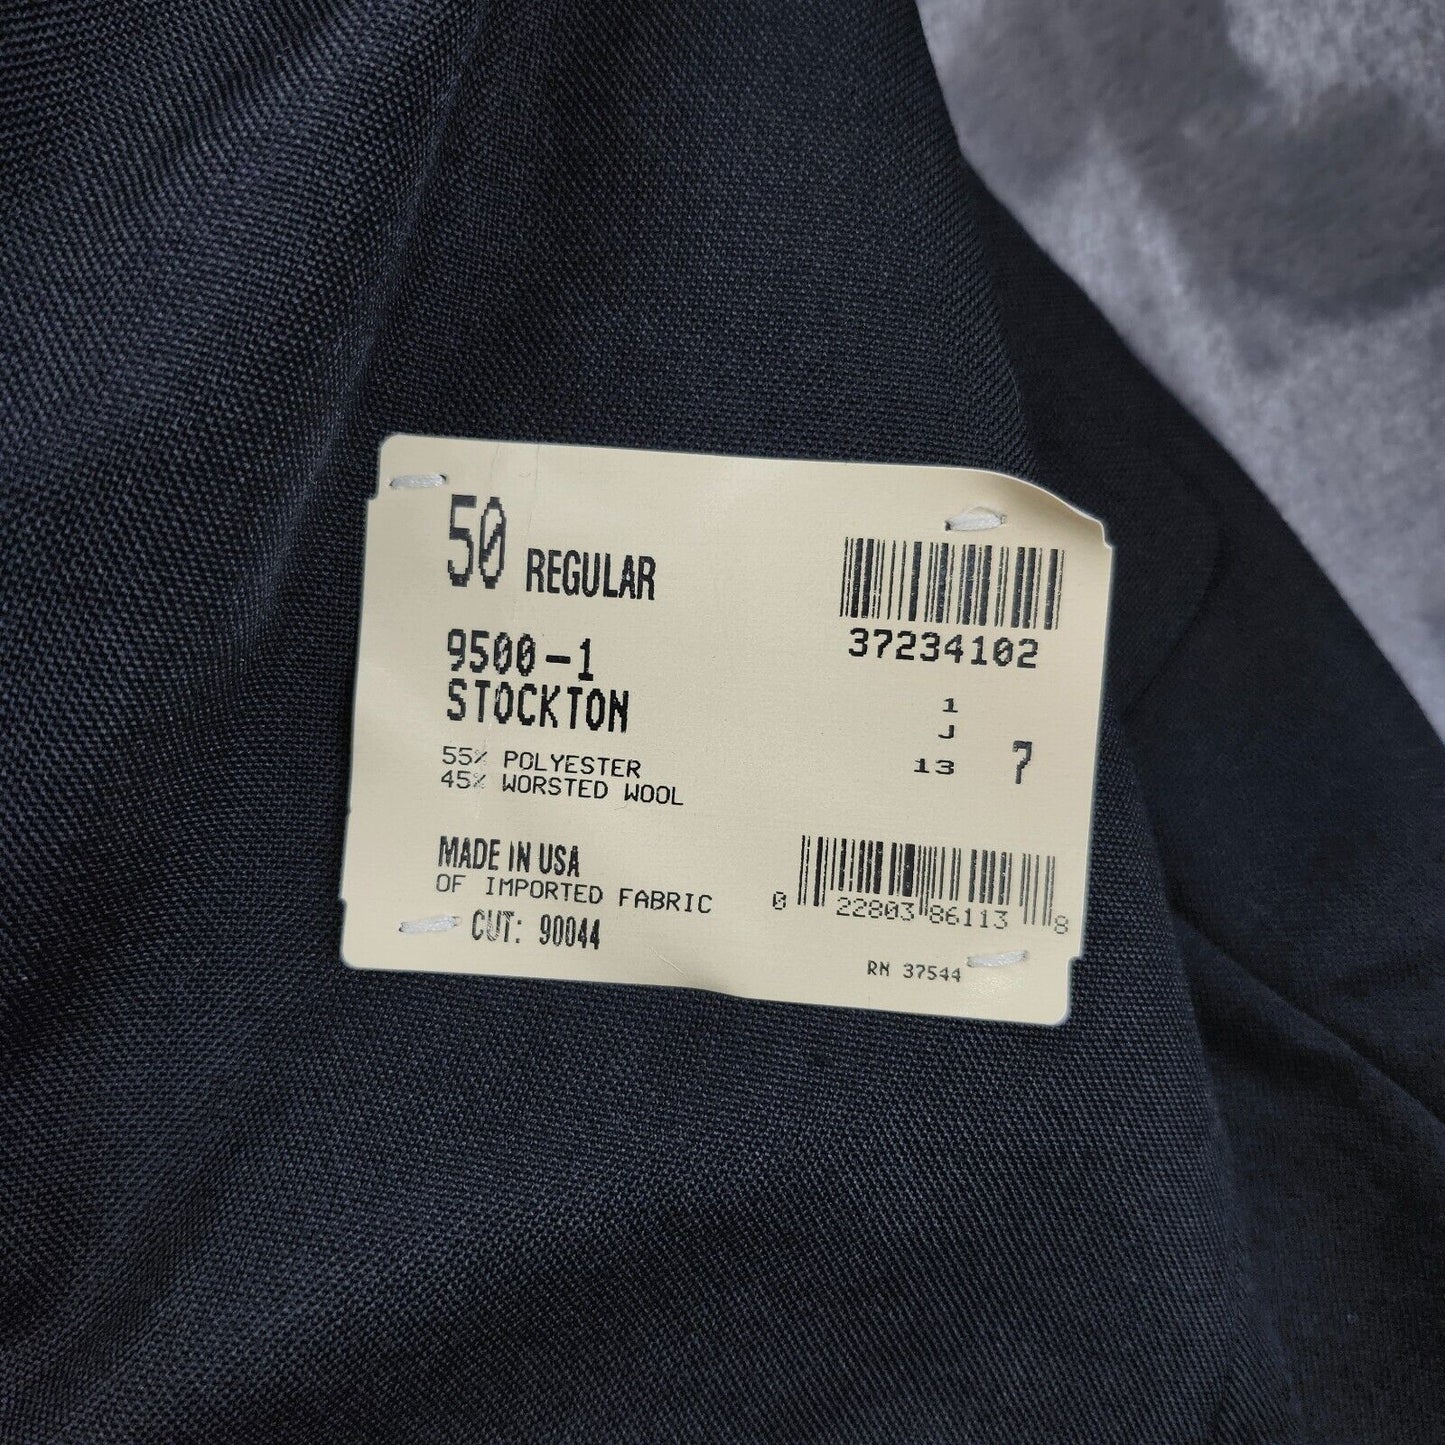 50 REGULAR
9500-1
STOCKTON
55% POLYESTER
45% WORSTED WOOL
MADE IN USA
OF IMPORTED FABRIC
CUT: 90044
37234102
1
J
13 7
0 22803 86113 8
RN 37544